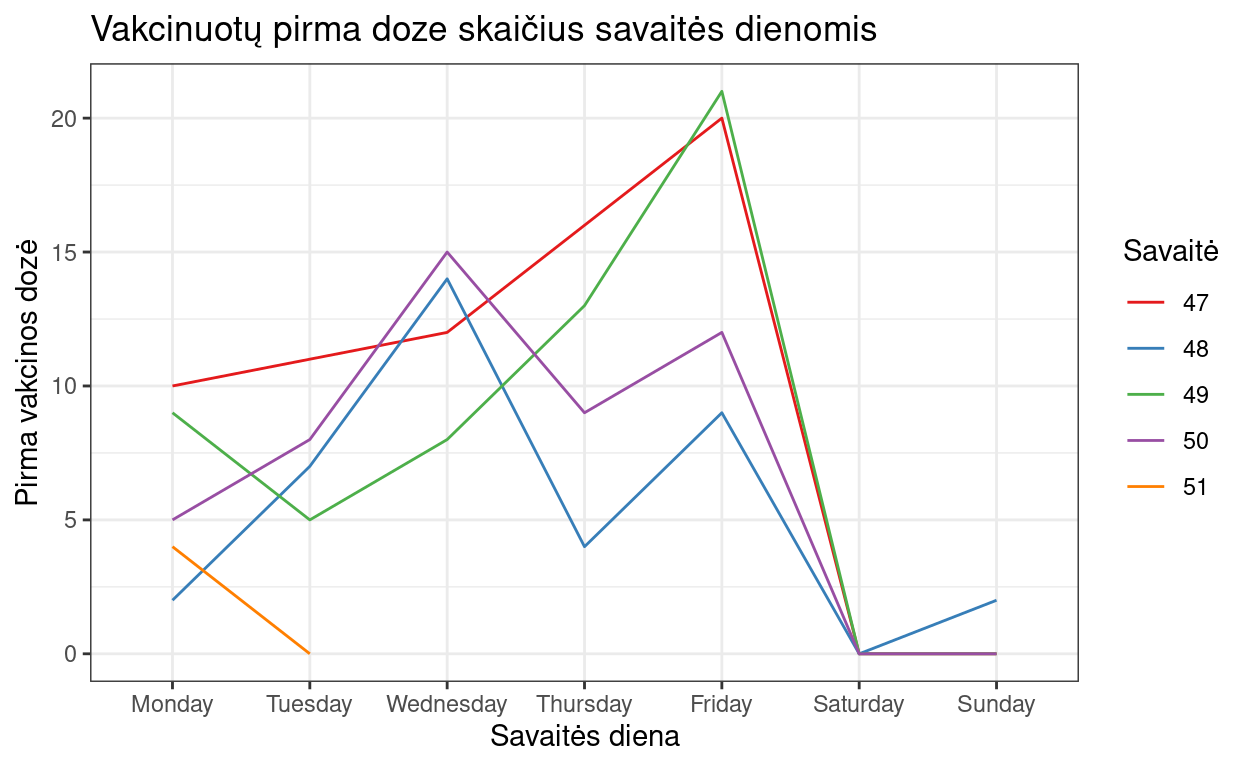 Vakcinuotų pirma doze skaičius savaitės dienomis
Pirma vakcinos dozė
20
15
10
5
0
Monday Tuesday Wednesday Thursday Friday Saturday Sunday
Savaitės diena
Savaitė
47
48
49
50
51